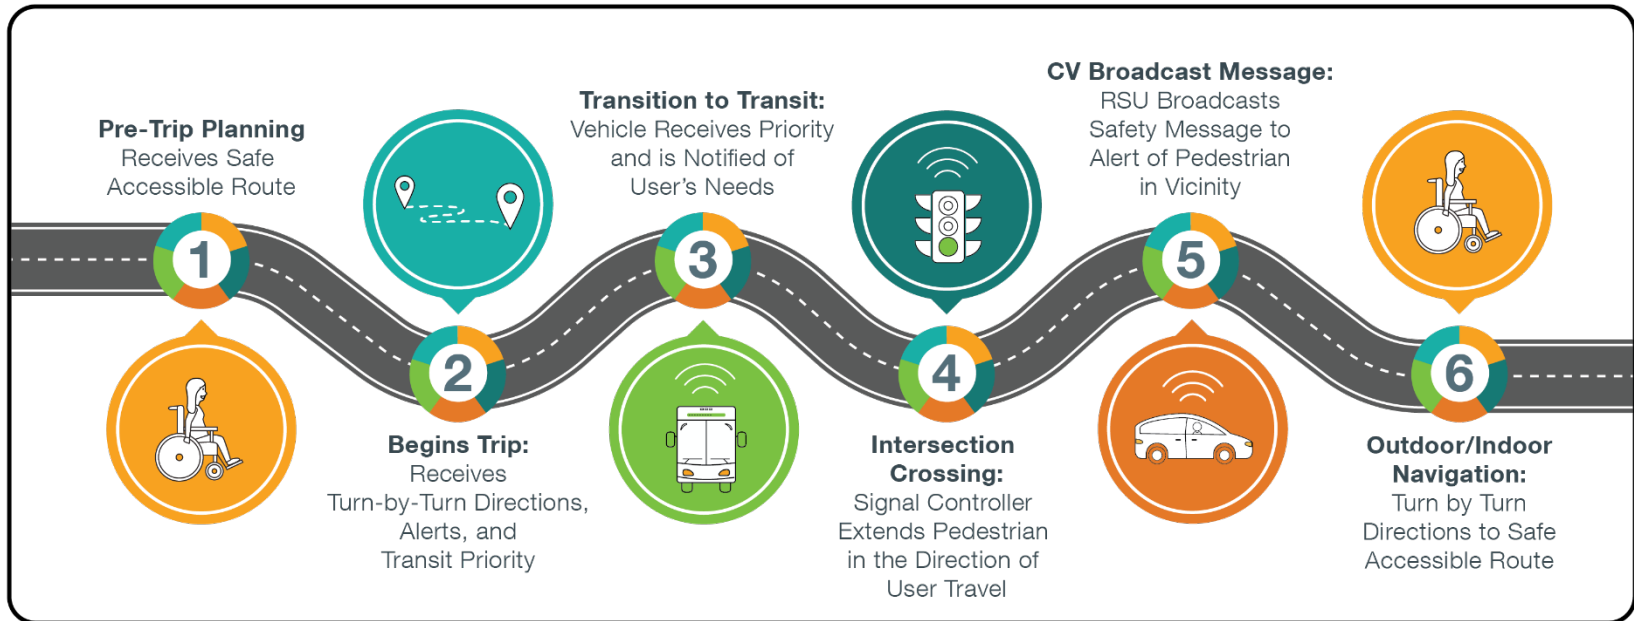 Pre-Trip Planning
Receives Safe
Accessible Route
1
2
Begins Trip:
Receives
Turn-by-Turn Directions,
Alerts, and
Transit Priority
Transition to Transit:
Vehicle Receives Priority
and is Notified of
User's Needs
3
4
Intersection
Crossing:
Signal Controller
Extends Pedestrian
in the Direction of
User Travel
CV Broadcast Message:
RSU Broadcasts
Safety Message to
Alert of Pedestrian
in Vicinity
5
6
Outdoor/Indoor
Navigation:
Turn by Turn
Directions to Safe
Accessible Route